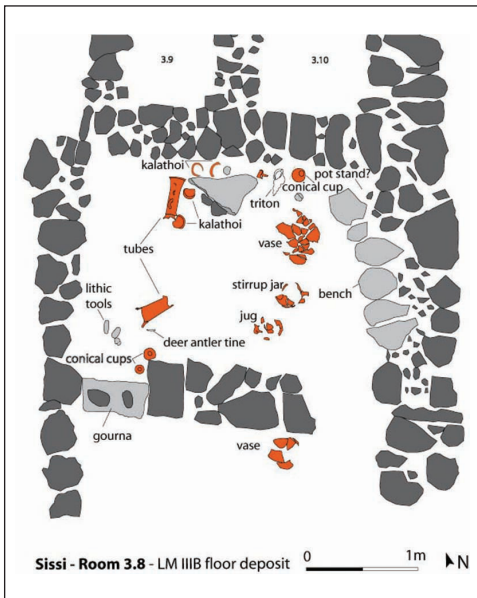 3.9
3.10
kalathoi
pot stand?
conical cup
triton
kalathoi
vase
tubes
stirrup jar
bench
lithic
tools
jug
deer antler tine
conical cups
gourna
vase
Sissi - Room 3.8 - LM IIIB floor deposit 0 1m N